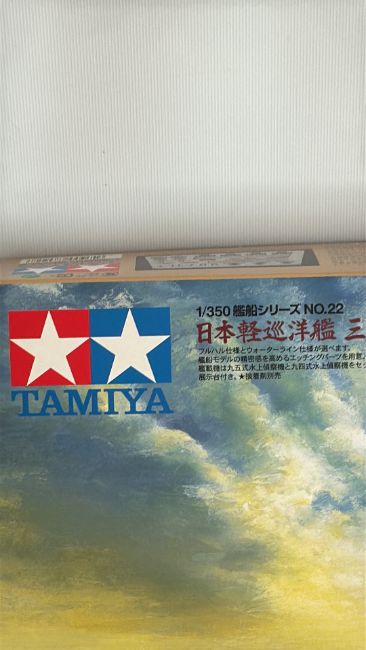 1/350 艦船シリーズ NO.22
日本軽巡洋艦 三
フルハル仕様とウォーターライン仕様が選べます。
艦船モデルの精密感を高めるエッチングパーツを用意。
艦載機は九五式水上偵察機と九四式水上偵察機をセッ
展示台付き。★接着剤別売
TAMIYA